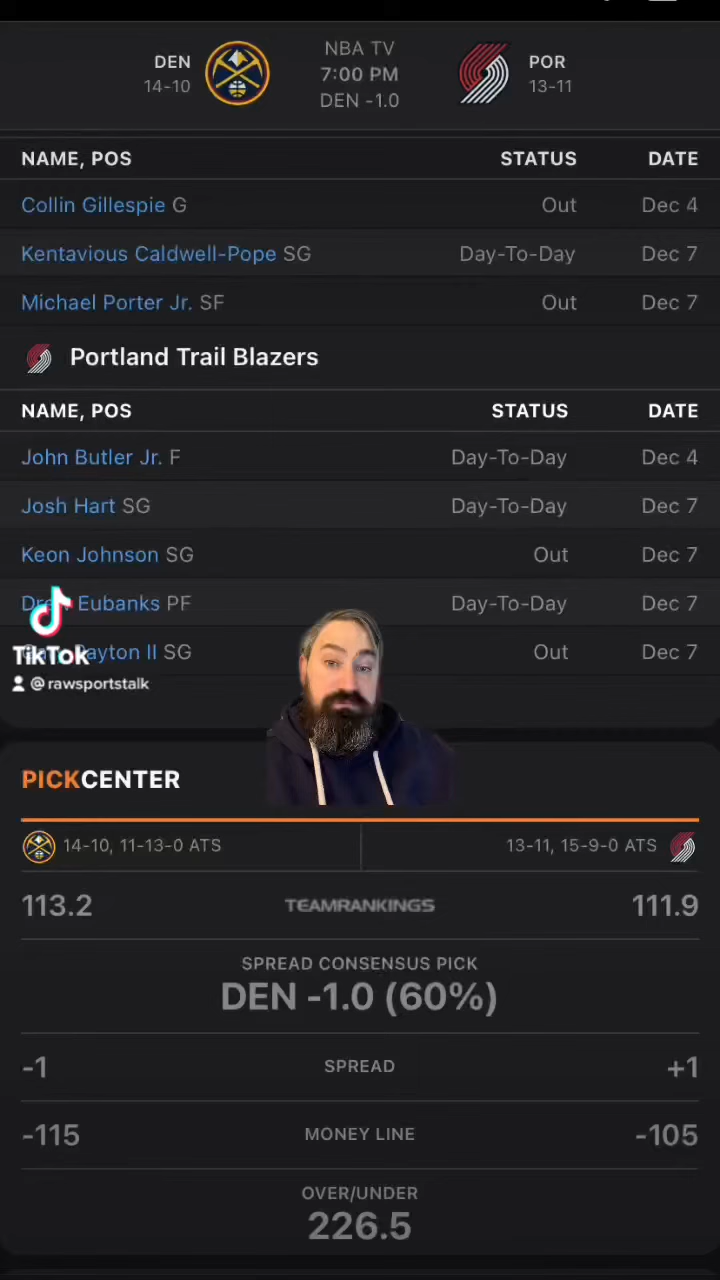 NBA TV
DEN
POR
14-10
7:00 PM
13-11
DEN -1.0
NAME, POS STATUS DATE
Collin Gillespie G Out Dec 4
Kentavious Caldwell-Pope SG Day-To-Day Dec 7
Michael Porter Jr. SF Out Dec 7
Portland Trail Blazers
NAME, POS STATUS DATE
John Butler Jr. F Day-To-Day Dec 4
Josh Hart SG Day-To-Day Dec 7
Keon Johnson SG Out Dec 7
Eubanks PF Day-To-Day Dec 7
II SG Out Dec 7
TikTok
@rawsportstalk
PICKCENTER
14-10, 11-13-0 ATS 13-11, 15-9-0 ATS
113.2 TEAMRANKINGS 111.9
SPREAD CONSENSUS PICK
DEN -1.0 (60%)
-1 SPREAD +1
-115 MONEY LINE -105
OVER/UNDER
226.5